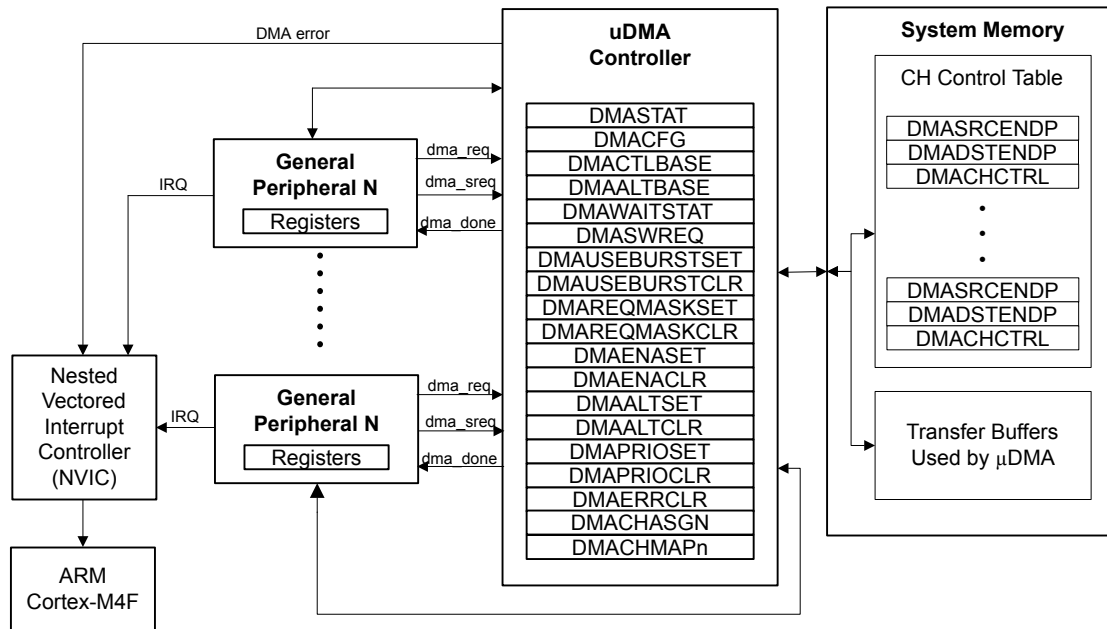 DMA error
uDMA
Controller
DMASTAT
DMACFG
DMACTLBASE
DMAALTBASE
DMAWAITSTAT
DMASWREQ
DMAUSEBURSTSET
DMAUSEBURSTCLR
DMAREQMASKSET
DMAREQMASKCLR
DMAENASET
DMAENACLR
DMAALTSET
DMAALTCLR
DMAPRIOSET
DMAPRIOCLR
DMAERRCLR
DMACHASGN
DMACHMAPn
General
Peripheral N
Registers
dma_req
dma_sreq
dma_done
IRQ
General
Peripheral N
Registers
dma_req
dma_sreq
dma_done
IRQ
Nested
Vectored
Interrupt
Controller
(NVIC)
ARM
Cortex-M4F
System Memory
CH Control Table
DMASRCENDP
DMADSTENDP
DMACHCTRL
DMASRCENDP
DMADSTENDP
DMACHCTRL
Transfer Buffers
Used by μDMA